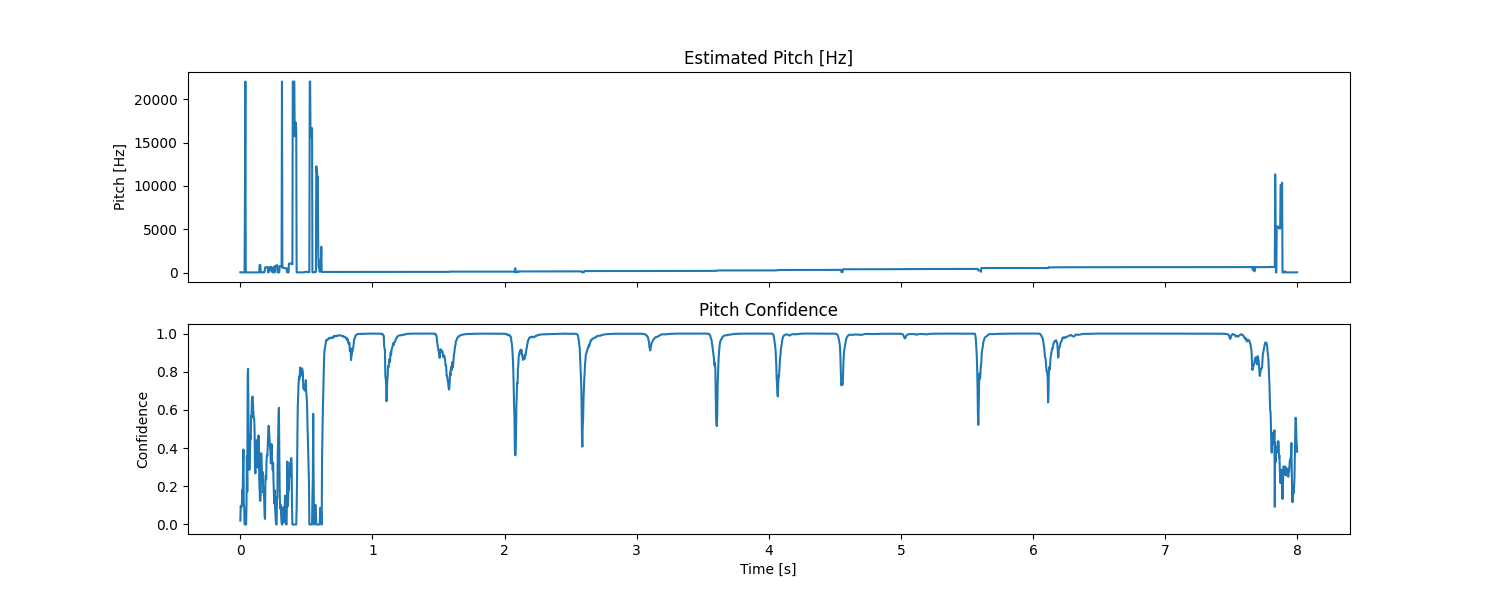 Estimated Pitch [Hz]
20000
15000
10000
5000
0
Pitch [Hz]
Pitch Confidence
1.0
0.8
0.6
0.4
0.2
0.0
Confidence
0 1 2 3 4 5 6 7 8
Time [s]